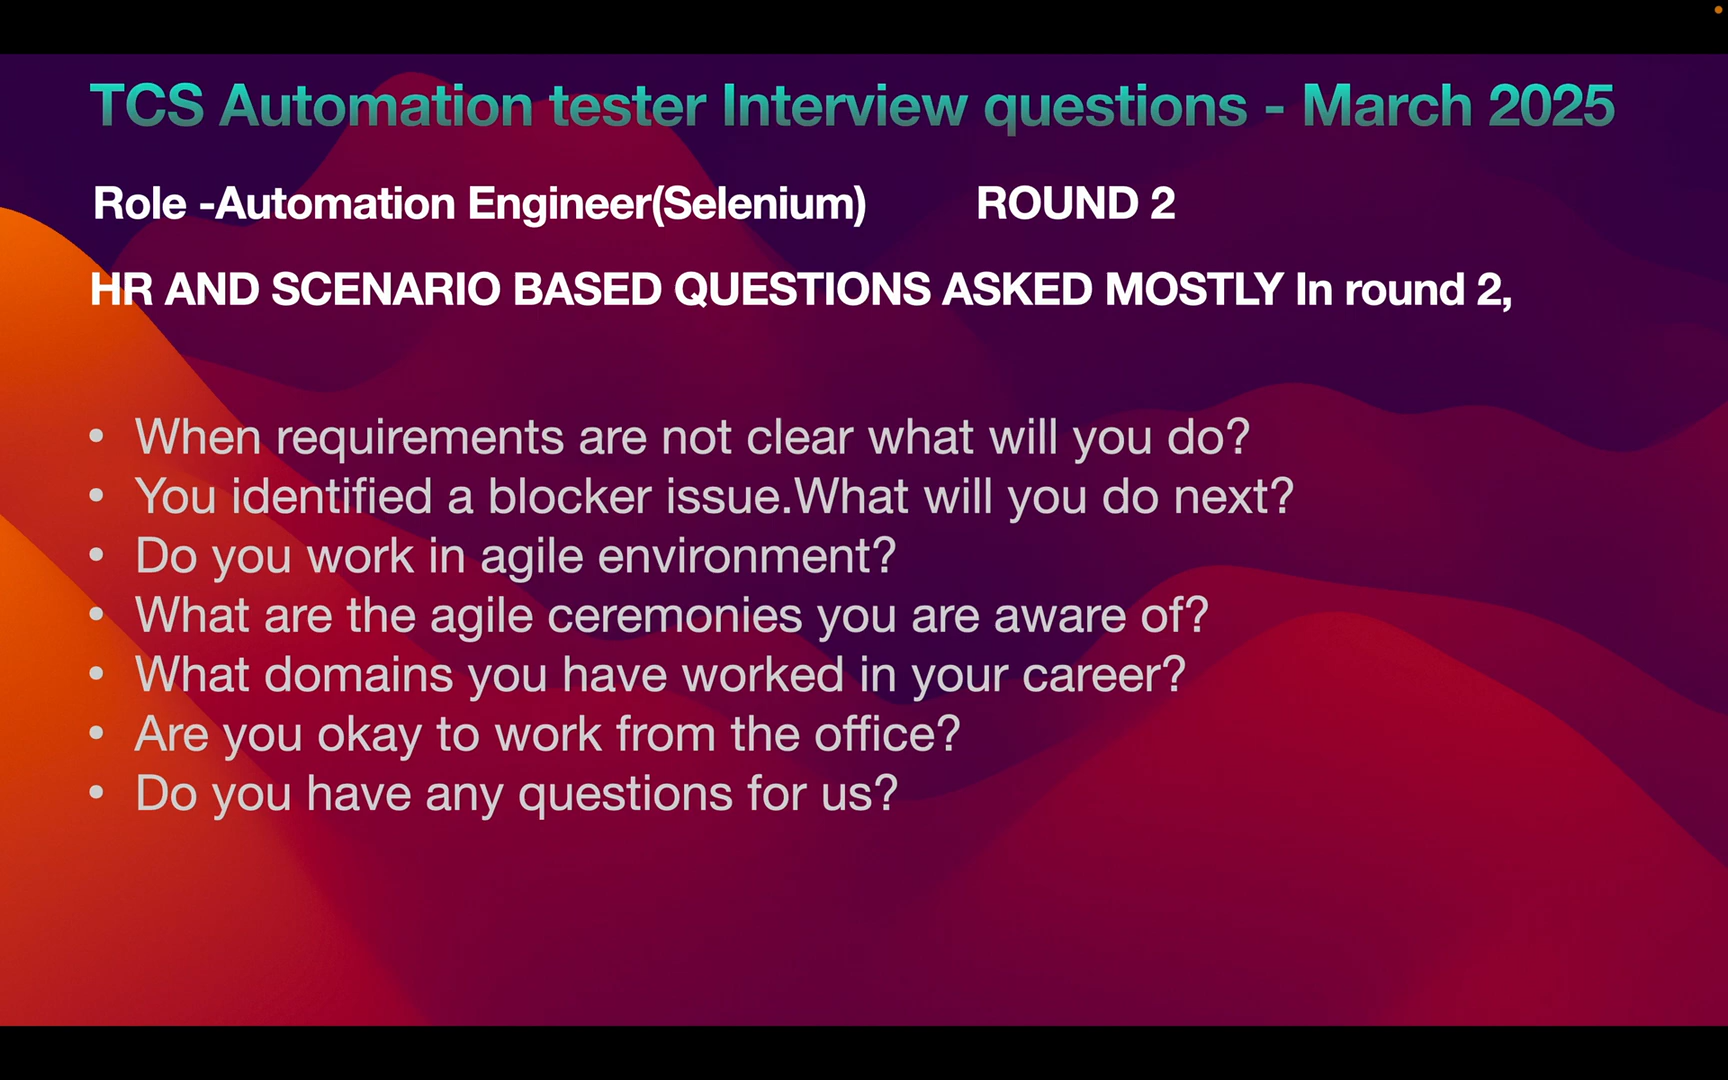 TCS Automation tester Interview questions - March 2025
Role -Automation Engineer(Selenium) ROUND 2
HR AND SCENARIO BASED QUESTIONS ASKED MOSTLY In round 2,
• When requirements are not clear what will you do?
• You identified a blocker issue.What will you do next?
• Do you work in agile environment?
• What are the agile ceremonies you are aware of?
• What domains you have worked in your career?
• Are you okay to work from the office?
• Do you have any questions for us?